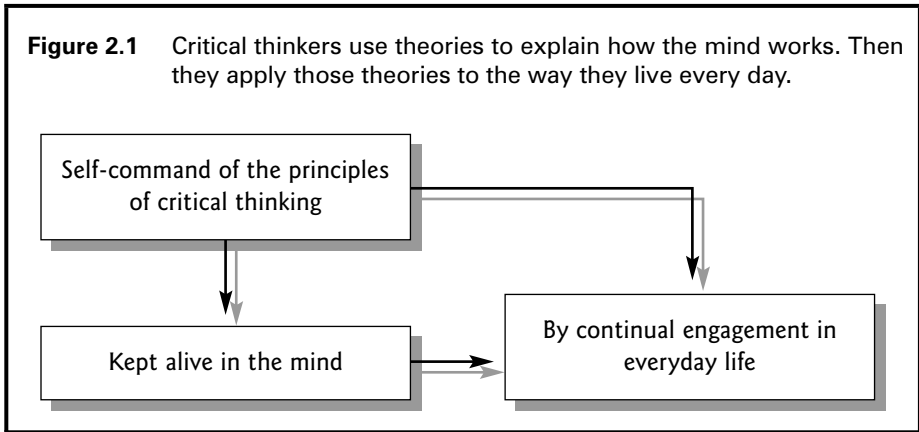 Figure 2.1 Critical thinkers use theories to explain how the mind works. Then
they apply those theories to the way they live every day.
Self-command of the principles
of critical thinking
Kept alive in the mind
By continual engagement in
everyday life